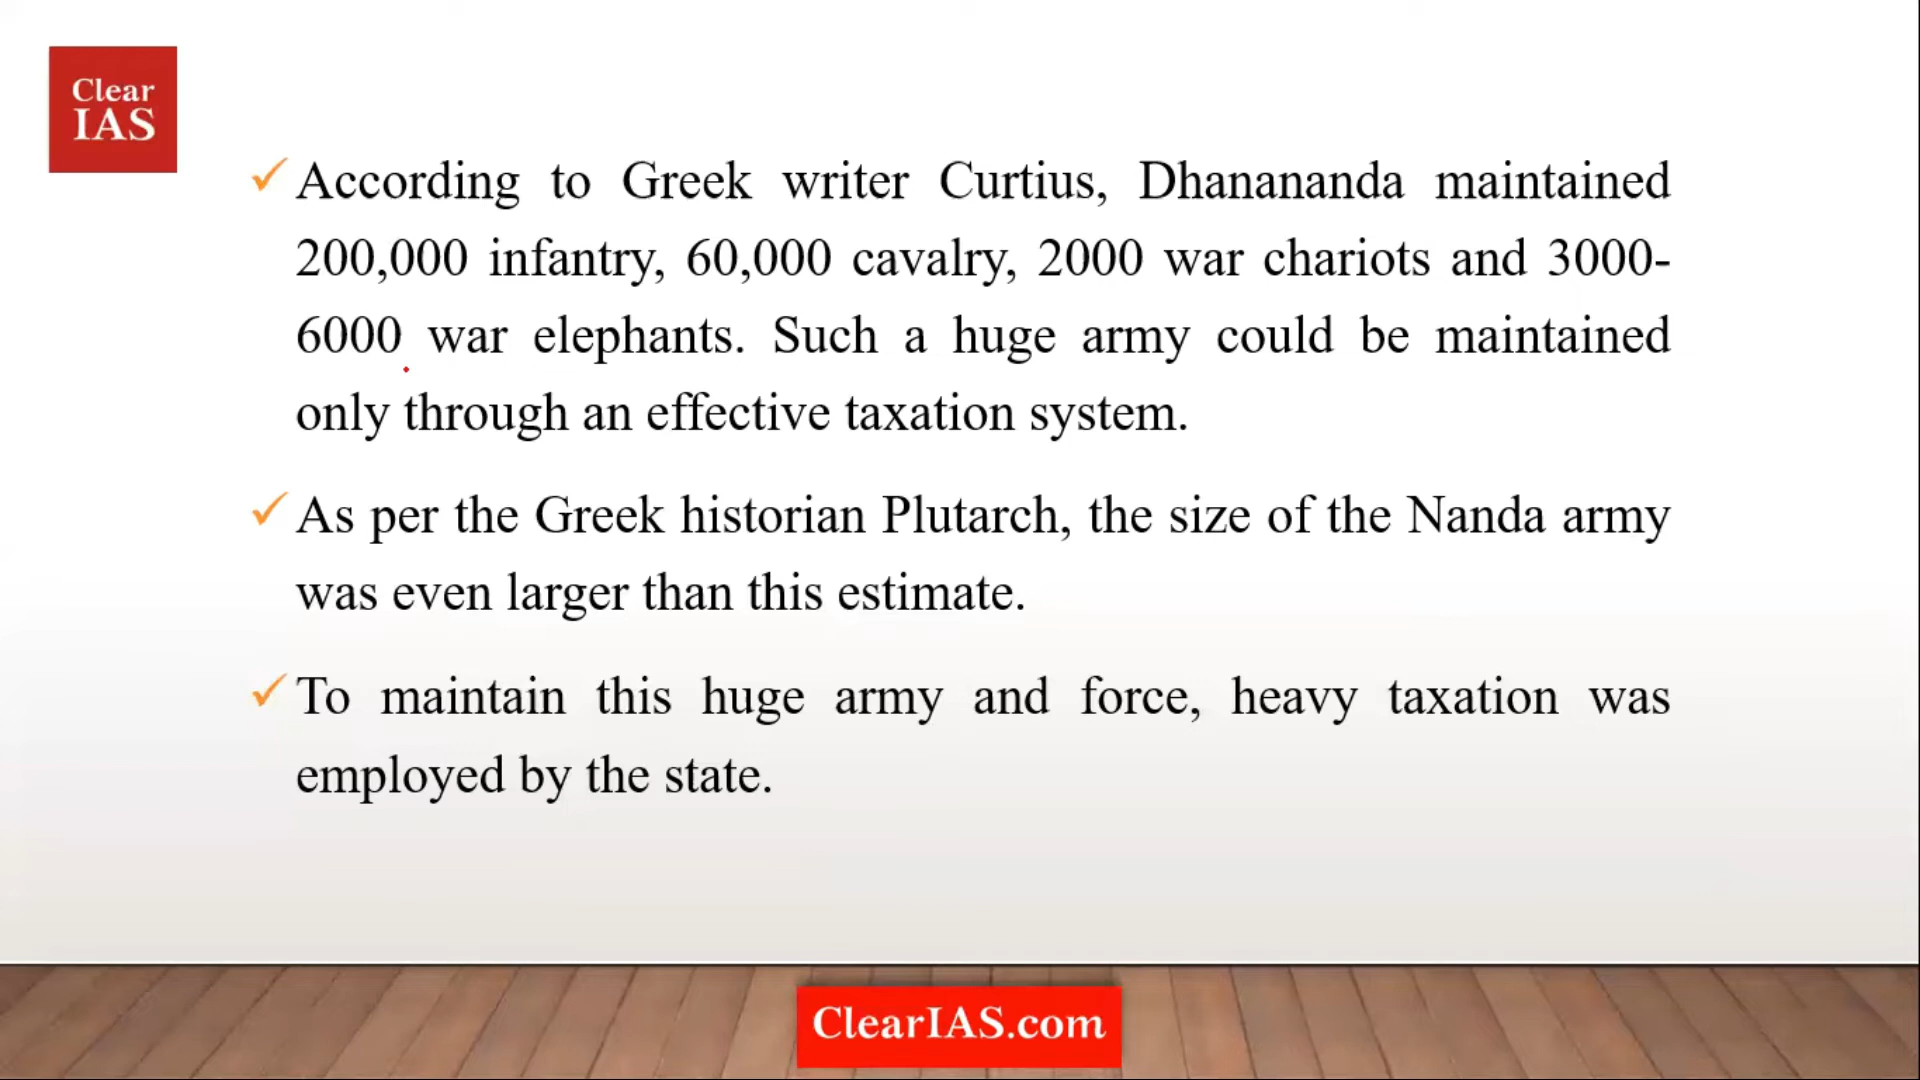 Clear
IAS
According to Greek writer Curtius, Dhanananda maintained
200,000 infantry, 60,000 cavalry, 2000 war chariots and 3000-
6000 war elephants. Such a huge army could be maintained
only through an effective taxation system.
As per the Greek historian Plutarch, the size of the Nanda army
was even larger than this estimate.
To maintain this huge army and force, heavy taxation was
employed by the state.
ClearIAS.com